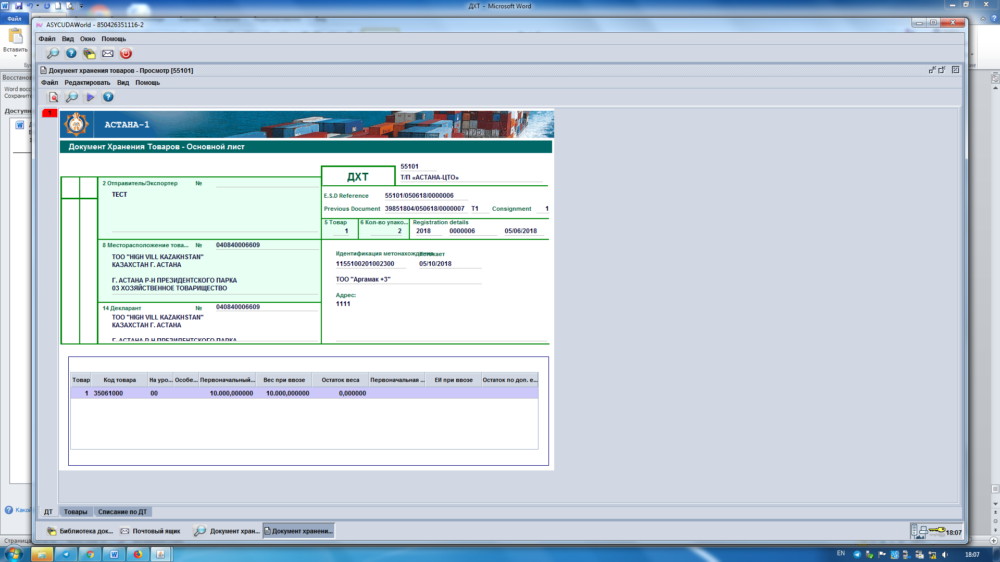 ДХТ - Microsoft Word
Файл
ASYCUDAWorld - 850426351116-2
Файл Вид Окно Помощь
Вставить
Документ хранения товаров - Просмотр [55101]
Файл Редактировать Вид Помощь
1
АСТАНА-1
Документ Хранения Товаров - Основной лист
55101
ДХТ
Т/П «АСТАНА-ЦТО»
2 Отправитель/Экспортер №
ТЕСТ
E.S.D Reference 55101/050618/0000006
Previous Document 39851804/050618/0000007 T1 Consignment 1
5 Товар 6 Кол-во упако... Registration details
1 2 2018 0000006 05/06/2018
8 Месторасположение това... № 040840006609
ТОО "HIGH VILL KAZAKHSTAN"
КАЗАХСТАН Г. АСТАНА
Г. АСТАНА Р-Н ПРЕЗИДЕНТСКОГО ПАРКА
03 ХОЗЯЙСТВЕННОЕ ТОВАРИЩЕСТВО
Идентификация метонахождения Истекает
1155100201002300 05/10/2018
ТОО "Аргамак +3"
Адрес:
1111
14 Декларант № 040840006609
ТОО "HIGH VILL KAZAKHSTAN"
КАЗАХСТАН Г. АСТАНА
Г. АСТАНА Р-Н ПРЕЗИДЕНТСКОГО ПАРКА
Товар Код товара На уро... Особе... Первоначальный... Вес при ввозе Остаток веса Первоначальная ... ЕИ при ввозе Остаток по доп. е...
1 35061000 00 10.000,000000 10.000,000000 0,000000
ДТ Товары Списание по ДТ
Библиотека док... Почтовый ящик Документ хран... Документ хранени... 18:07
Восстанов
Word восс
Сохраните
Доступн
Какой
Страница
EN 18:07